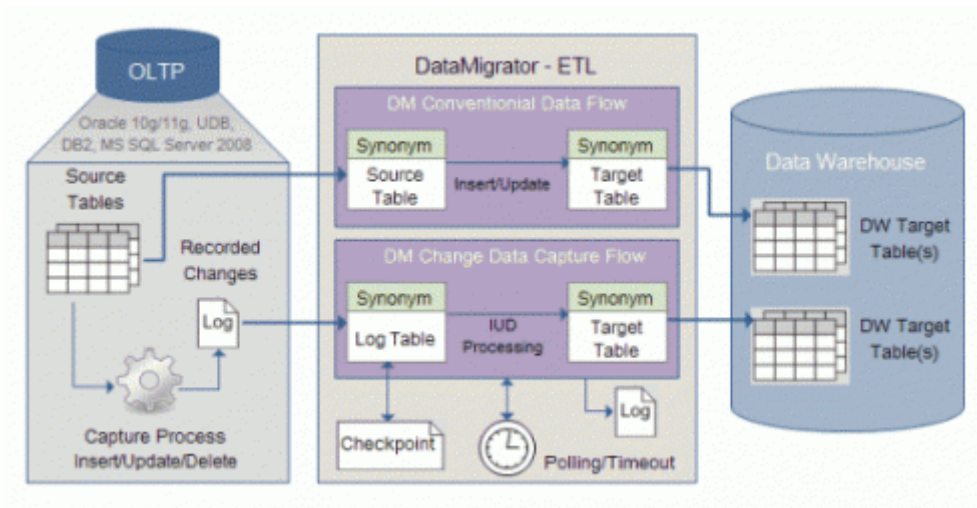 OLTP
Oracle 10g/11g, UDB,
DB2, MS SQL Server 2008
Source
Tables
Recorded
Changes
Log
Capture Process
Insert/Update/Delete
DataMigrator - ETL
DM Conventionial Data Flow
Synonym
Source
Table
Insert/Update
Synonym
Target
Table
DM Change Data Capture Flow
Synonym
Log Table
IUD
Processing
Synonym
Target
Table
Checkpoint
Log
Polling/Timeout
Data Warehouse
DW Target
Table(s)
DW Target
Table(s)